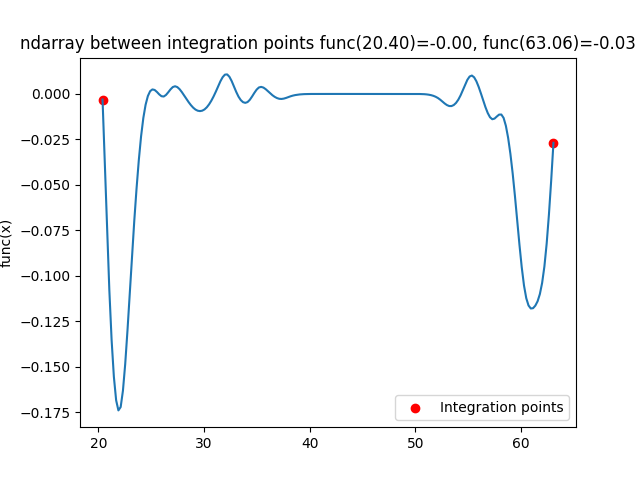 ndarray between integration points func(20.40)=-0.00, func(63.06)=-0.03
func(x)
0.000
−0.025
−0.050
−0.075
−0.100
−0.125
−0.150
−0.175
Integration points
20 30 40 50 60